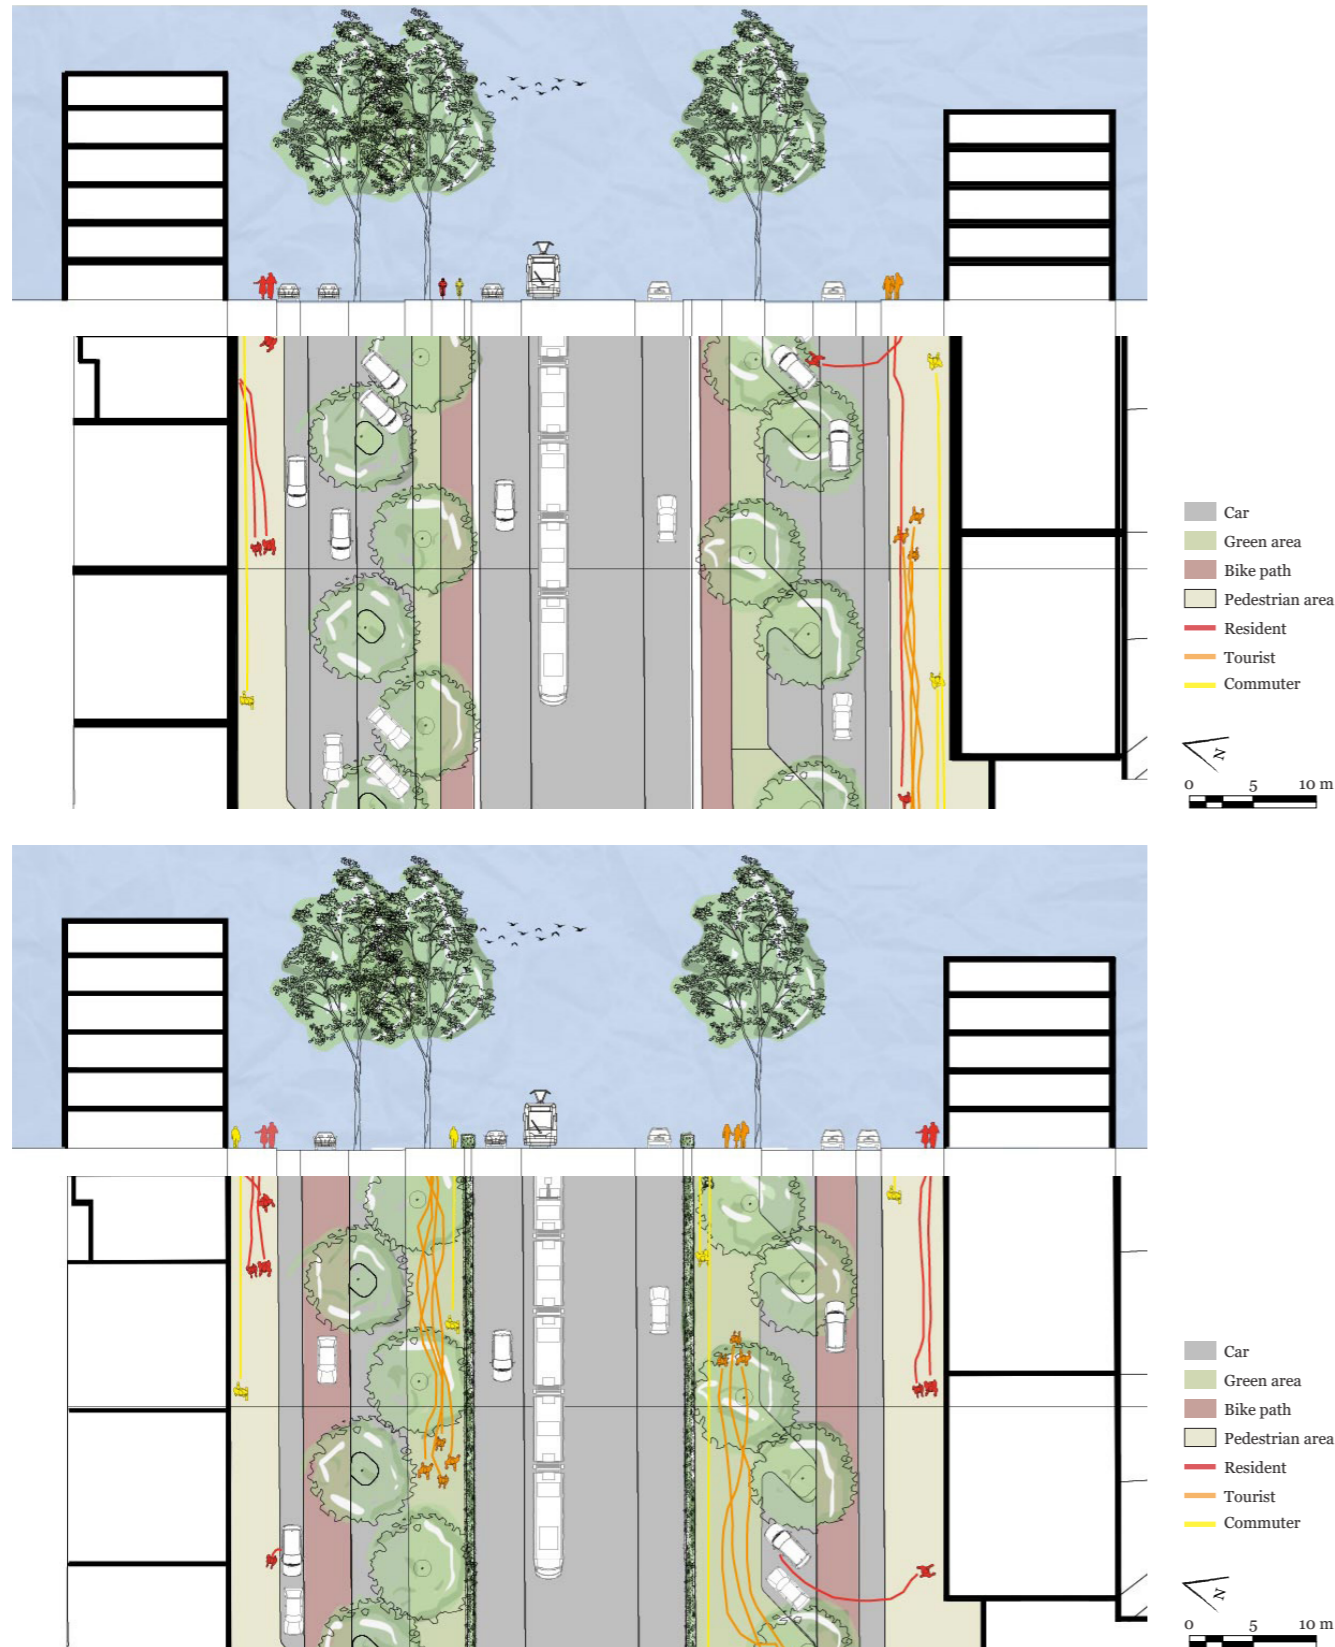 Car
Green area
Bike path
Pedestrian area
Resident
Tourist
Commuter
N
0 5 10 m
Car
Green area
Bike path
Pedestrian area
Resident
Tourist
Commuter
N
0 5 10 m